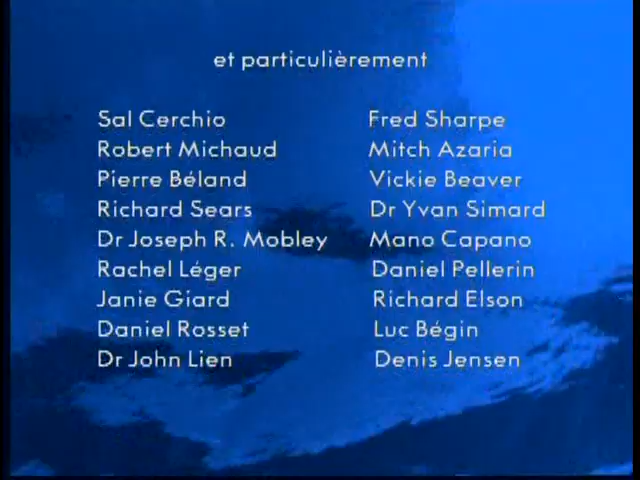 et particulièrement
Sal Cerchio
Robert Michaud
Pierre Béland
Richard Sears
Dr Joseph R. Mobley
Rachel Léger
Janie Giard
Daniel Rosset
Dr John Lien
Fred Sharpe
Mitch Azaria
Vickie Beaver
Dr Yvan Simard
Mano Capano
Daniel Pellerin
Richard Elson
Luc Bégin
Denis Jensen